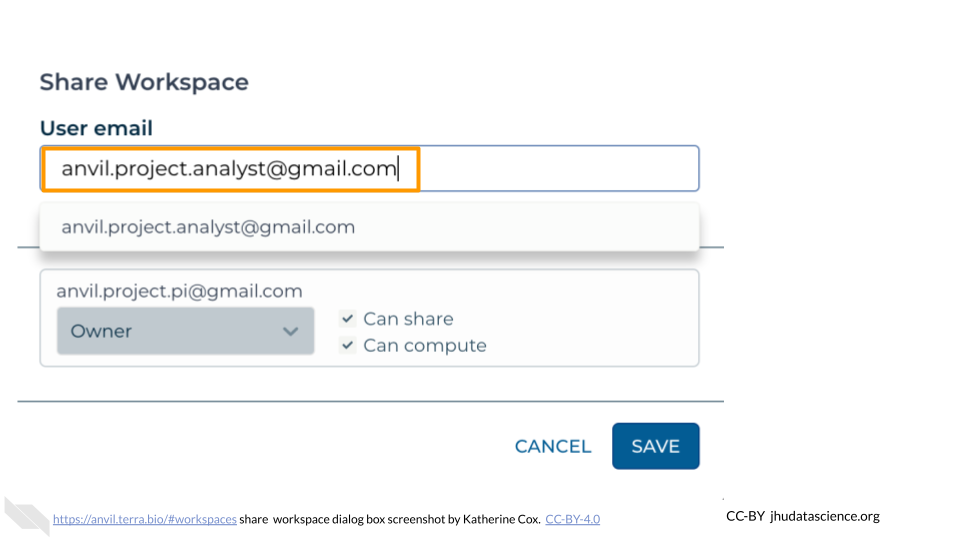 Share Workspace
User email
anvil.project.analyst@gmail.com
anvil.project.analyst@gmail.com
anvil.project.pi@gmail.com
Owner
Can share
Can compute
CANCEL SAVE
https://anvil.terra.bio/#workspaces share workspace dialog box screenshot by Katherine Cox. CC-BY-4.0
CC-BY jhudatascience.org